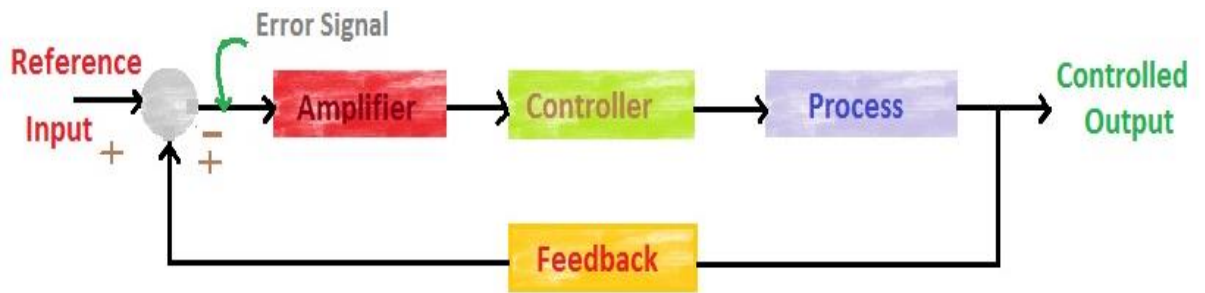 Error Signal
Reference
Input
+
−
+
Amplifier
Controller
Process
Controlled
Output
Feedback